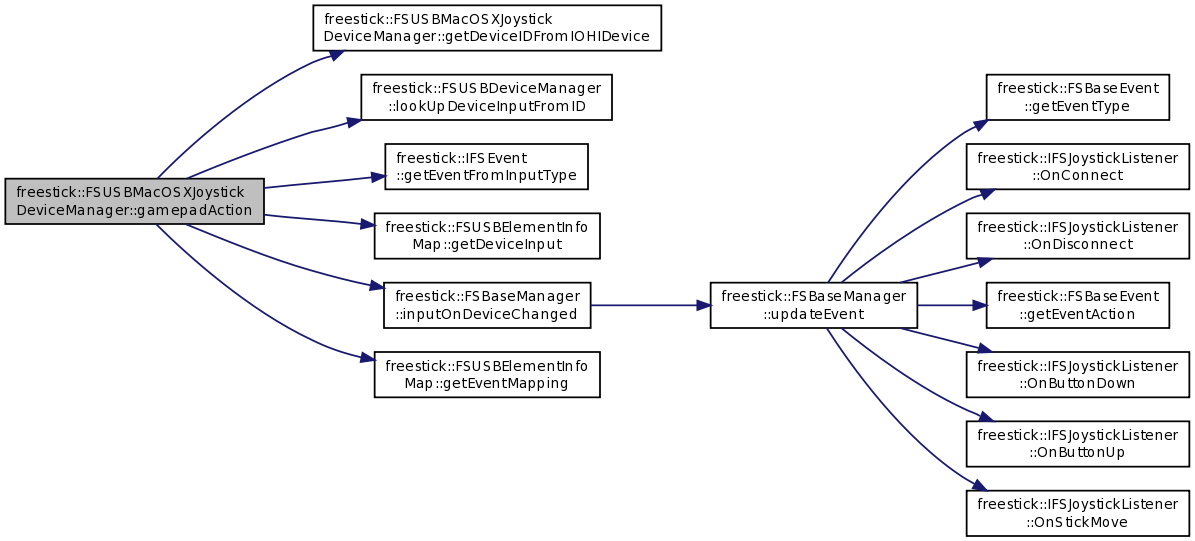 freestick::FSUSBMacOSXJoystick
DeviceManager::gamepadAction
freestick::FSUSBMacOSXJoystick
DeviceManager::getDeviceIDFromIOHIDevice
freestick::FSUSBDeviceManager
::lookUpDeviceInputFromID
freestick::IFSEvent
::getEventFromInputType
freestick::FSUSBElementInfo
Map::getDeviceInput
freestick::FSBaseManager
::inputOnDeviceChanged
freestick::FSUSBElementInfo
Map::getEventMapping
freestick::FSBaseManager
::updateEvent
freestick::FSBaseEvent
::getEventType
freestick::IFSJoystickListener
::OnConnect
freestick::IFSJoystickListener
::OnDisconnect
freestick::FSBaseEvent
::getEventAction
freestick::IFSJoystickListener
::OnButtonDown
freestick::IFSJoystickListener
::OnButtonUp
freestick::IFSJoystickListener
::OnStickMove